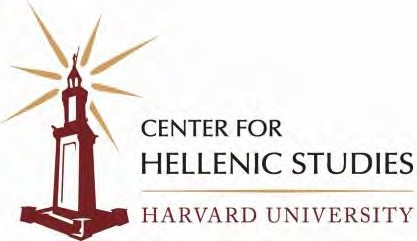 CENTER FOR
HELLENIC STUDIES
HARVARD UNIVERSITY